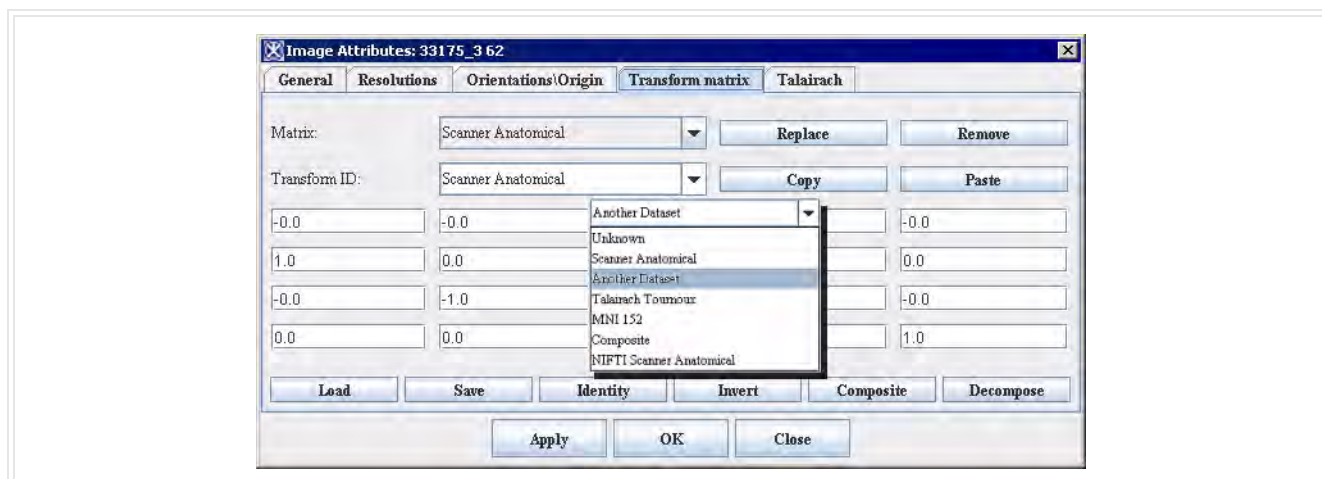 Image Attributes: 33175_3 62
General Resolutions Orientations\Origin Transform matrix Talairach
Matrix: Scanner Anatomical Replace Remove
Transform ID: Scanner Anatomical Copy Paste
-0.0 -0.0 Another Dataset -0.0
Unknown
1.0 0.0 Scanner Anatomical 0.0
Another Dataset
-0.0 -1.0 Talairach Tournoux -0.0
MNI 152
0.0 0.0 Composite 1.0
NIFTI Scanner Anatomical
Load Save Identity Invert Composite Decompose
Apply OK Close